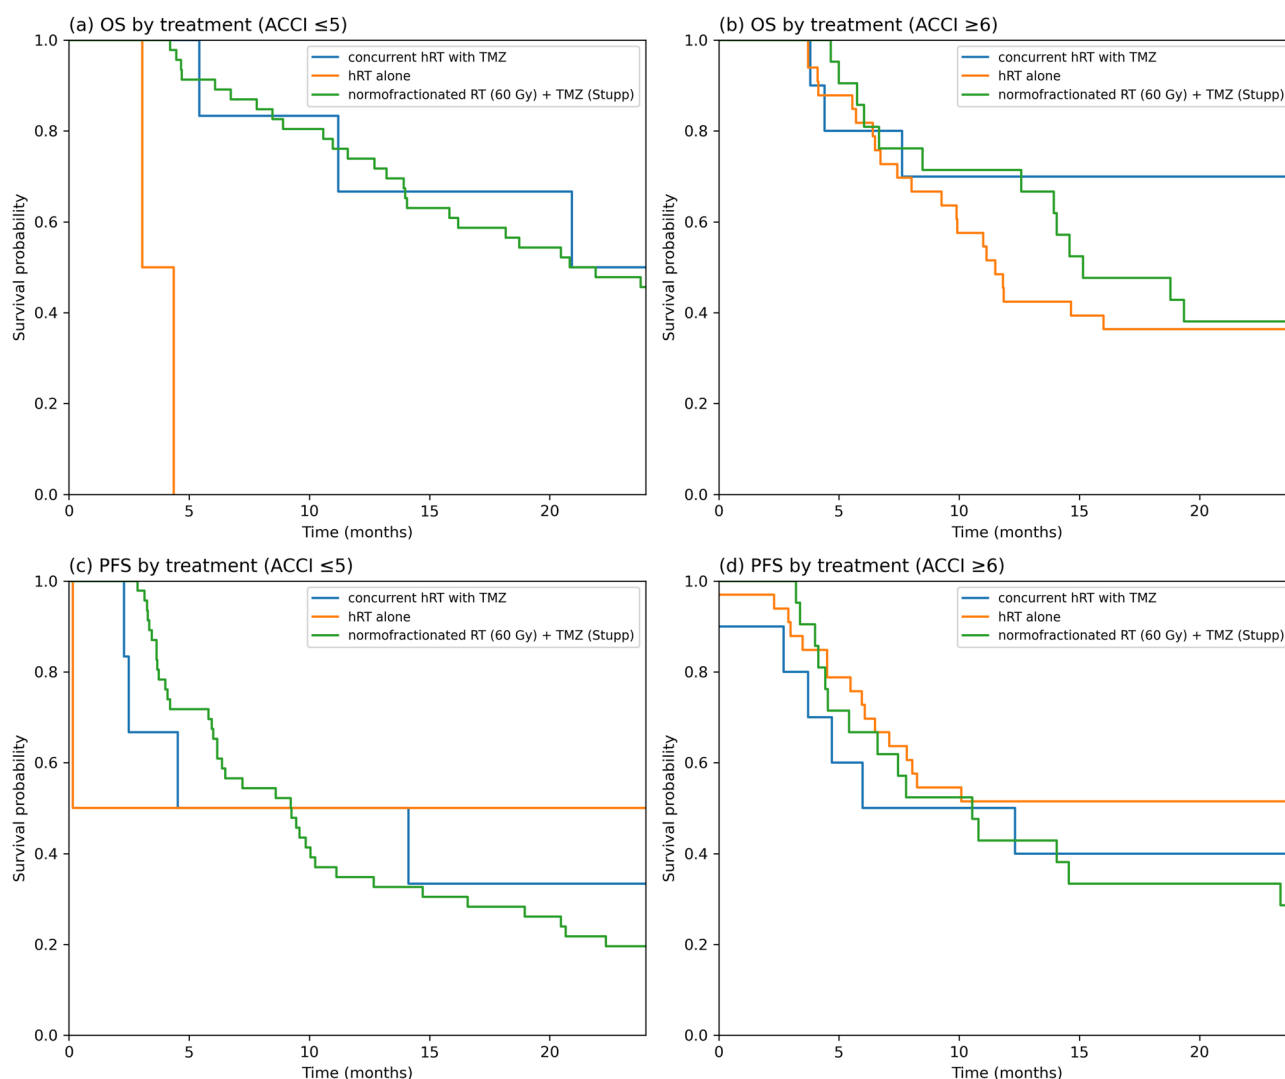 (a) OS by treatment (ACCI ≤5)
1.0
0.8
0.6
0.4
0.2
0.0
Survival probability
concurrent hRT with TMZ
hRT alone
normofractionated RT (60 Gy) + TMZ (Stupp)
0 5 10 15 20
Time (months)
(b) OS by treatment (ACCI ≥6)
1.0
0.8
0.6
0.4
0.2
0.0
Survival probability
concurrent hRT with TMZ
hRT alone
normofractionated RT (60 Gy) + TMZ (Stupp)
0 5 10 15 20
Time (months)
(c) PFS by treatment (ACCI ≤5)
1.0
0.8
0.6
0.4
0.2
0.0
Survival probability
concurrent hRT with TMZ
hRT alone
normofractionated RT (60 Gy) + TMZ (Stupp)
0 5 10 15 20
Time (months)
(d) PFS by treatment (ACCI ≥6)
1.0
0.8
0.6
0.4
0.2
0.0
Survival probability
concurrent hRT with TMZ
hRT alone
normofractionated RT (60 Gy) + TMZ (Stupp)
0 5 10 15 20
Time (months)